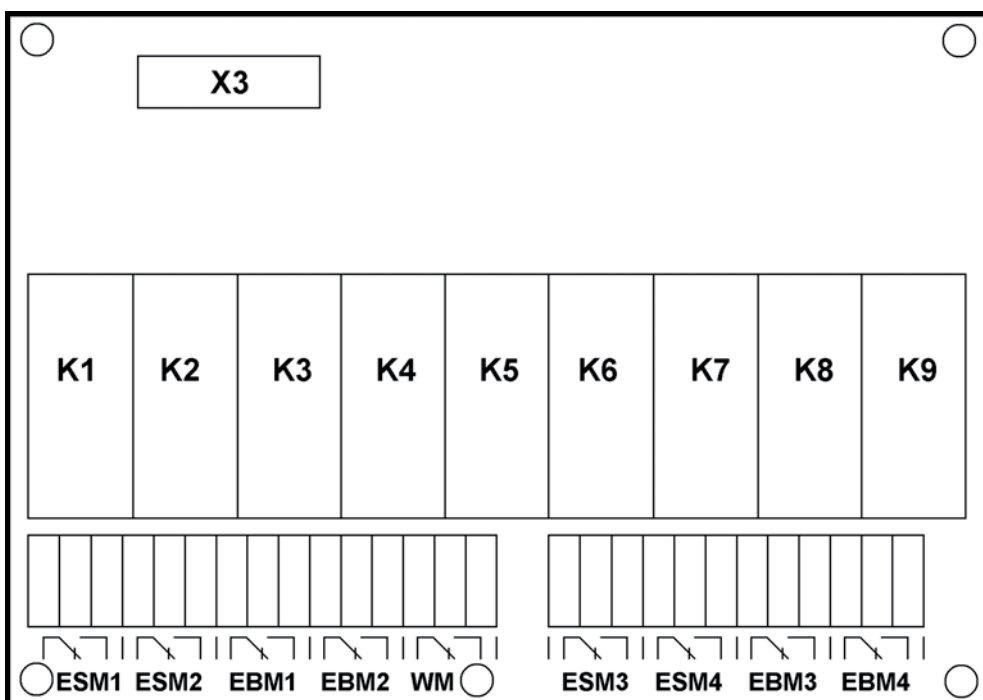 X3
K1 K2 K3 K4 K5 K6 K7 K8 K9
ESM1 ESM2 EBM1 EBM2 WM ESM3 ESM4 EBM3 EBM4